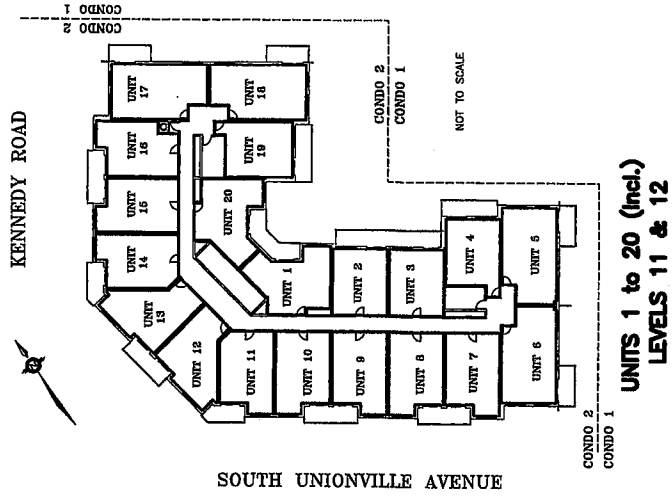 CONDO 1
CONDO 2
KENNEDY ROAD
UNIT 17
UNIT 18
UNIT 16
UNIT 19
UNIT 15
UNIT 20
UNIT 14
UNIT 13
UNIT 12
UNIT 11
UNIT 10
UNIT 9
UNIT 8
UNIT 7
UNIT 6
UNIT 1
UNIT 2
UNIT 3
UNIT 4
UNIT 5
CONDO 2
CONDO 1
NOT TO SCALE
CONDO 2
CONDO 1
SOUTH UNIONVILLE AVENUE
UNITS 1 to 20 (Incl.)
LEVELS 11 & 12